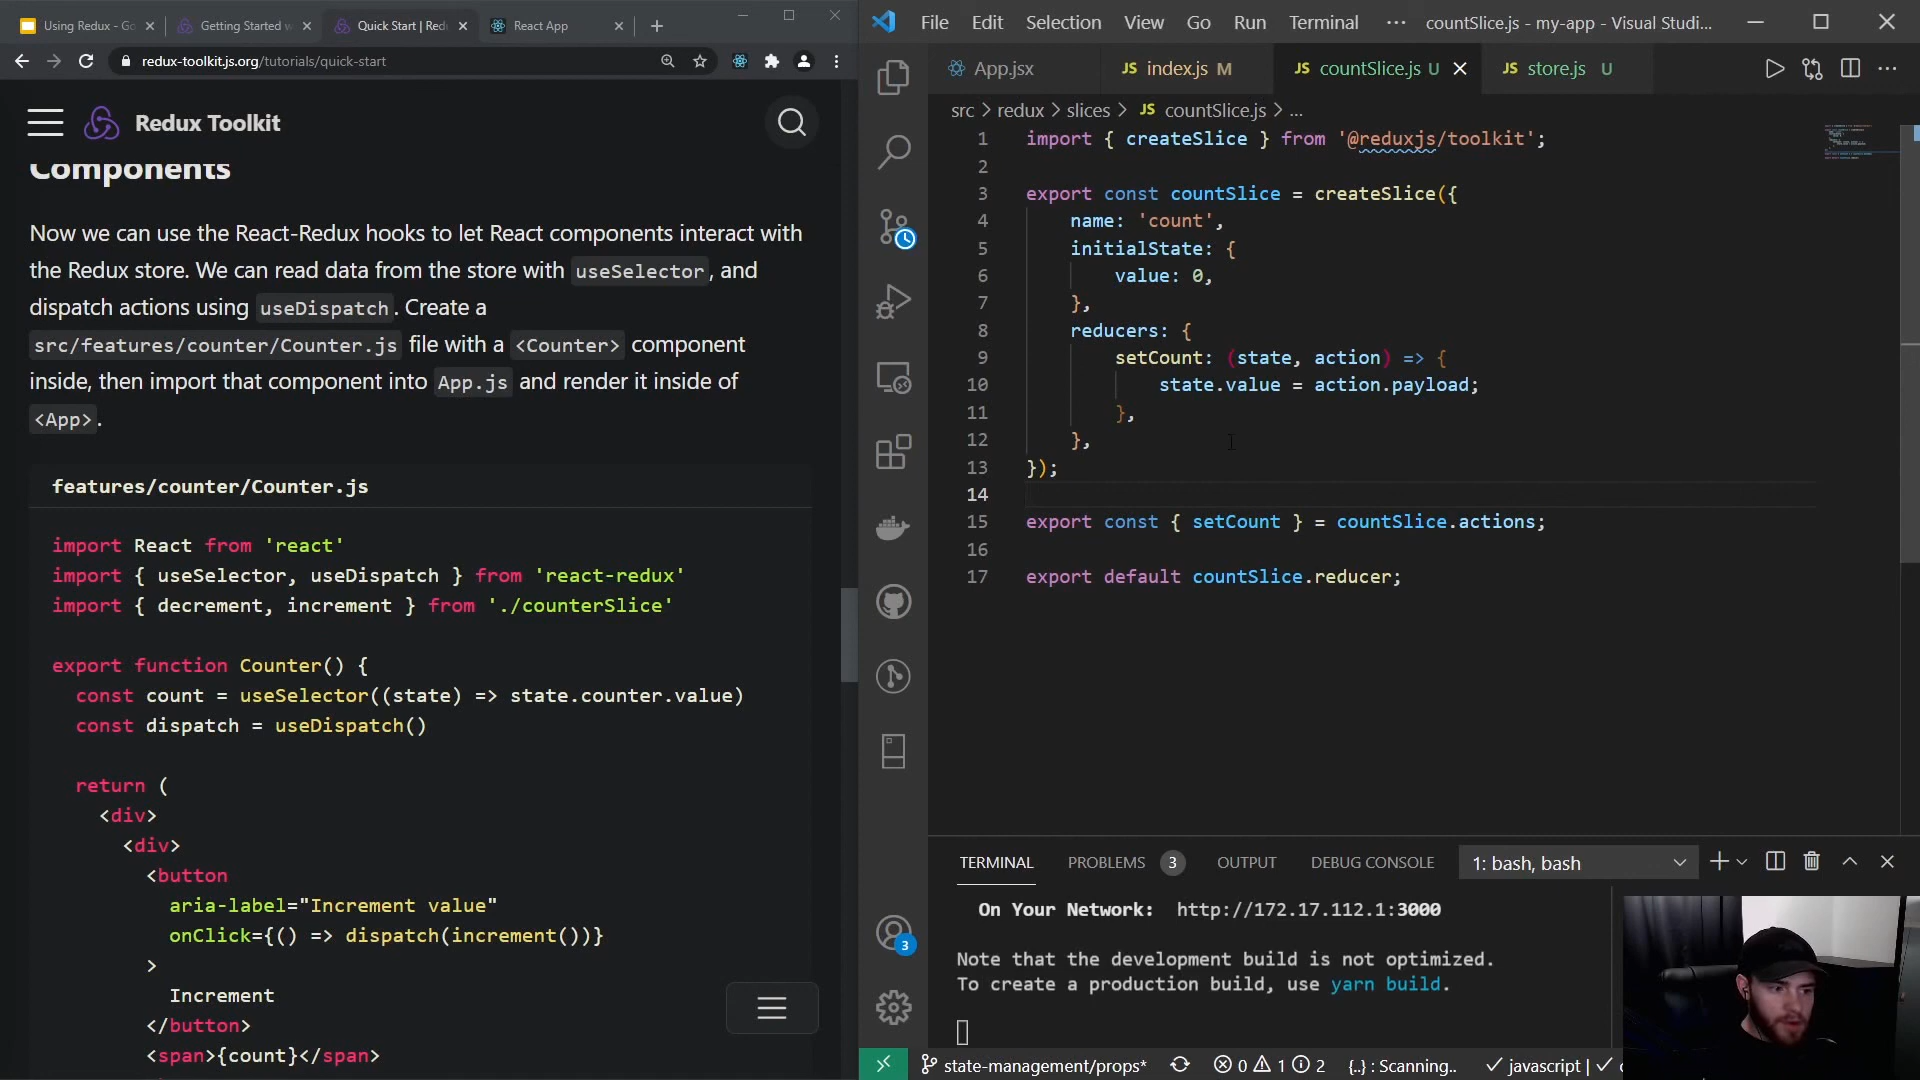 Using Redux - Go
Getting Started w
Quick Start | Redu
React App
redux-toolkit.js.org/tutorials/quick-start
Redux Toolkit
Components
Now we can use the React-Redux hooks to let React components interact with
the Redux store. We can read data from the store with useSelector, and
dispatch actions using useDispatch. Create a
src/features/counter/Counter.js file with a <Counter> component
inside, then import that component into App.js and render it inside of
<App>.
features/counter/Counter.js
import React from 'react'
import { useSelector, useDispatch } from 'react-redux'
import { decrement, increment } from './counterSlice'
export function Counter() {
const count = useSelector((state) => state.counter.value)
const dispatch = useDispatch()
return (
<div>
<div>
<button
aria-label="Increment value"
onClick={() => dispatch(increment())}
>
Increment
</button>
<span>{count}</span>
File Edit Selection View Go Run Terminal ··· countSlice.js - my-app - Visual Studi...
App.jsx
JS index.js M
JS countSlice.js U
JS store.js U
src > redux > slices > JS countSlice.js > ...
1 import { createSlice } from '@reduxjs/toolkit';
2
3 export const countSlice = createSlice({
4 name: 'count',
5 initialState: {
6 value: 0,
7 },
8 reducers: {
9 setCount: (state, action) => {
10 state.value = action.payload;
11 },
12 },
13 });
14
15 export const { setCount } = countSlice.actions;
16
17 export default countSlice.reducer;
TERMINAL PROBLEMS 3 OUTPUT DEBUG CONSOLE 1: bash, bash
On Your Network: http://172.17.112.1:3000
Note that the development build is not optimized.
To create a production build, use yarn build.
3
state-management/props* 0 1 2 {..} : Scanning.. javascript |